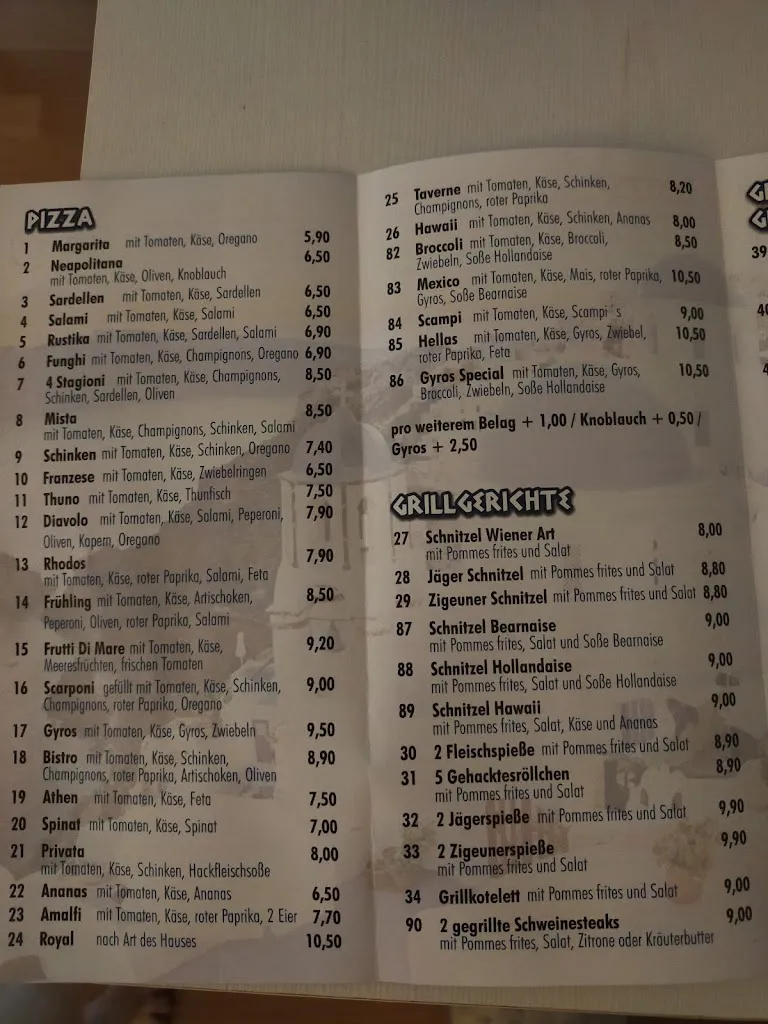 PIZZA
1 Margarita mit Tomaten, Käse, Oregano 5,90
2 Neapolitana 6,50
mit Tomaten, Käse, Oliven, Knoblauch
3 Sardellen mit Tomaten, Käse, Sardellen 6,50
4 Salami mit Tomaten, Käse, Salami 6,50
5 Rustika mit Tomaten, Käse, Sardellen, Salami 6,90
6 Funghi mit Tomaten, Käse, Champignons, Oregano 6,90
7 4 Stagioni mit Tomaten, Käse, Champignons, 8,50
Schinken, Sardellen, Oliven
8 Mista 8,50
mit Tomaten, Käse, Champignons, Schinken, Salami
9 Schinken mit Tomaten, Käse, Schinken, Oregano 7,40
10 Franzese mit Tomaten, Käse, Zwiebelringen 6,50
11 Thuno mit Tomaten, Käse, Thunfisch 7,50
12 Diavolo mit Tomaten, Käse, Salami, Peperoni, 7,90
Oliven, Kapern, Oregano
13 Rhodos 7,90
mit Tomaten, Käse, roter Paprika, Salami, Feta
14 Frühling mit Tomaten, Käse, Artischoken, 8,50
Peperoni, Oliven, roter Paprika, Salami
15 Frutti Di Mare mit Tomaten, Käse, 9,20
Meeresfrüchten, frischen Tomaten
16 Scarponi gefüllt mit Tomaten, Käse, Schinken, 9,00
Champignons, roter Paprika, Oregano
17 Gyros mit Tomaten, Käse, Gyros, Zwiebeln 9,50
18 Bistro mit Tomaten, Käse, Schinken, 8,90
Champignons, roter Paprika, Artischoken, Oliven
19 Athen mit Tomaten, Käse, Feta 7,50
20 Spinat mit Tomaten, Käse, Spinat 7,00
21 Privata 8,00
mit Tomaten, Käse, Schinken, Hackfleischsoße
22 Ananas mit Tomaten, Käse, Ananas 6,50
23 Amalfi mit Tomaten, Käse, roter Paprika, 2 Eier 7,70
24 Royal nach Art des Hauses 10,50
25 Taverne mit Tomaten, Käse, Schinken, 8,20
Champignons, roter Paprika
26 Hawaii mit Tomaten, Käse, Schinken, Ananas 8,00
82 Broccoli mit Tomaten, Käse, Broccoli, 8,50
Zwiebeln, Soße Hollandaise
83 Mexico mit Tomaten, Käse, Mais, roter Paprika, 10,50
Gyros, Soße Bearnaise
84 Scampi mit Tomaten, Käse, Scampi´s 9,00
85 Hellas mit Tomaten, Käse, Gyros, Zwiebel, 10,50
roter Paprika, Feta
86 Gyros Special mit Tomaten, Käse, Gyros, 10,50
Broccoli, Zwiebeln, Soße Hollandaise
pro weiterem Belag + 1,00 / Knoblauch + 0,50 /
Gyros + 2,50
GRILLGERICHTE
27 Schnitzel Wiener Art 8,00
mit Pommes frites und Salat
28 Jäger Schnitzel mit Pommes frites und Salat 8,80
29 Zigeuner Schnitzel mit Pommes frites und Salat 8,80
87 Schnitzel Bearnaise 9,00
mit Pommes frites, Salat und Soße Bearnaise
88 Schnitzel Hollandaise 9,00
mit Pommes frites, Salat und Soße Hollandaise
89 Schnitzel Hawaii 9,00
mit Pommes frites, Salat, Käse und Ananas
30 2 Fleischspieße mit Pommes frites und Salat 8,90
31 5 Gehacktesröllchen 8,90
mit Pommes frites und Salat
32 2 Jägerspieße mit Pommes frites und Salat 9,90
33 2 Zigeunerspieße 9,90
mit Pommes frites und Salat
34 Grillkotelett mit Pommes frites und Salat 9,00
90 2 gegrillte Schweinesteaks 9,00
mit Pommes frites, Salat, Zitrone oder Kräuterbutter
39